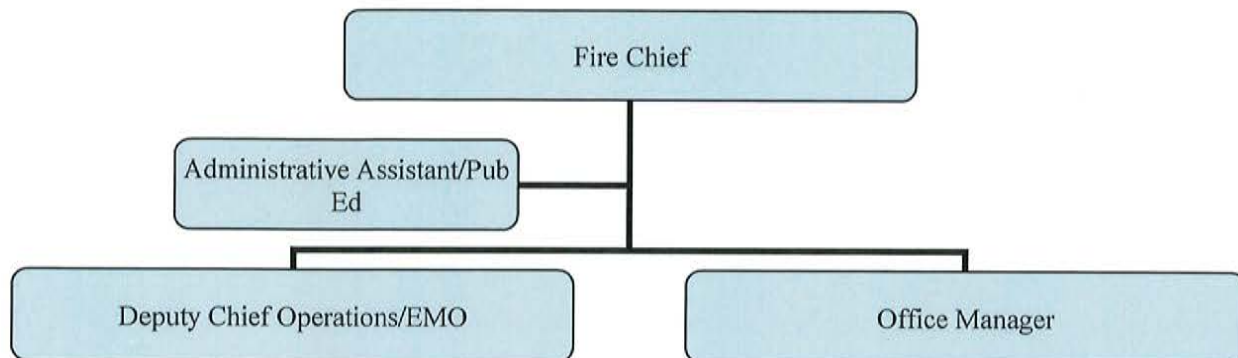 Fire Chief
Administrative Assistant/Pub
Ed
Deputy Chief Operations/EMO
Office Manager